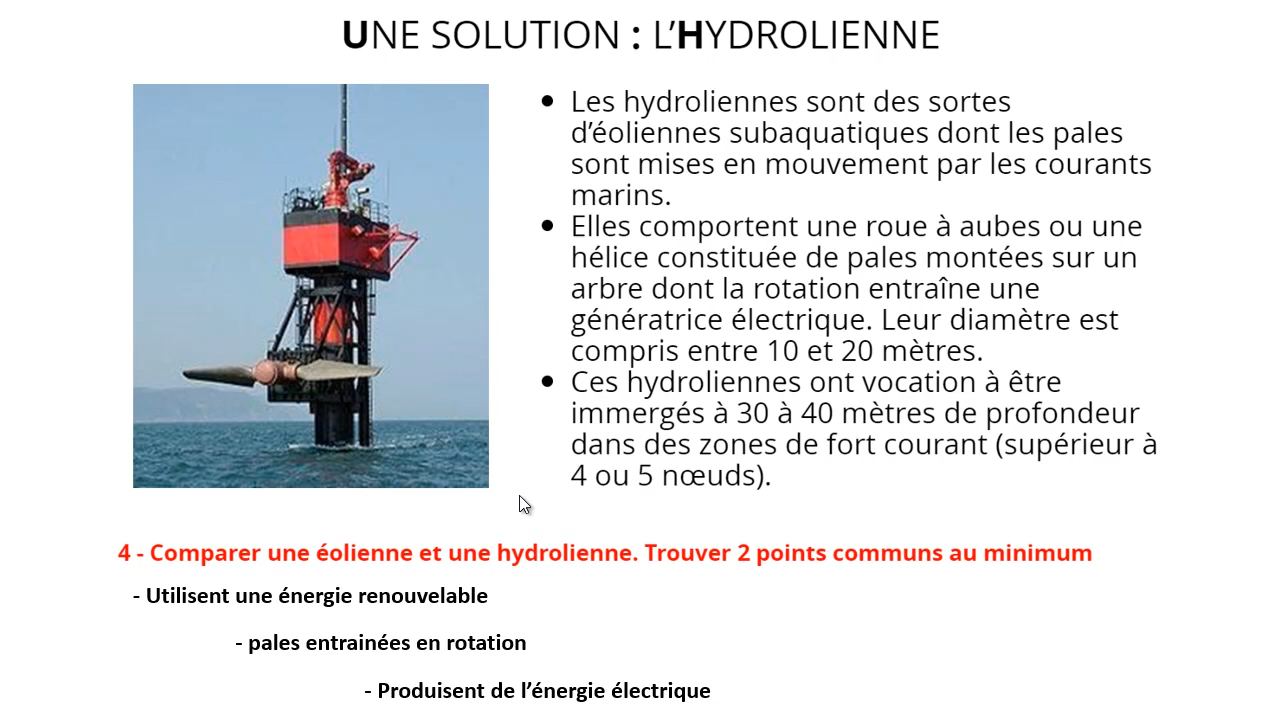 UNE SOLUTION : L’HYDROLIENNE
• Les hydroliennes sont des sortes
d’éoliennes subaquatiques dont les pales
sont mises en mouvement par les courants
marins.
• Elles comportent une roue à aubes ou une
hélice constituée de pales montées sur un
arbre dont la rotation entraîne une
génératrice électrique. Leur diamètre est
compris entre 10 et 20 mètres.
• Ces hydroliennes ont vocation à être
immergés à 30 à 40 mètres de profondeur
dans des zones de fort courant (supérieur à
4 ou 5 nœuds).
4 - Comparer une éolienne et une hydrolienne. Trouver 2 points communs au minimum
- Utilisent une énergie renouvelable
- pales entrainées en rotation
- Produisent de l’énergie électrique